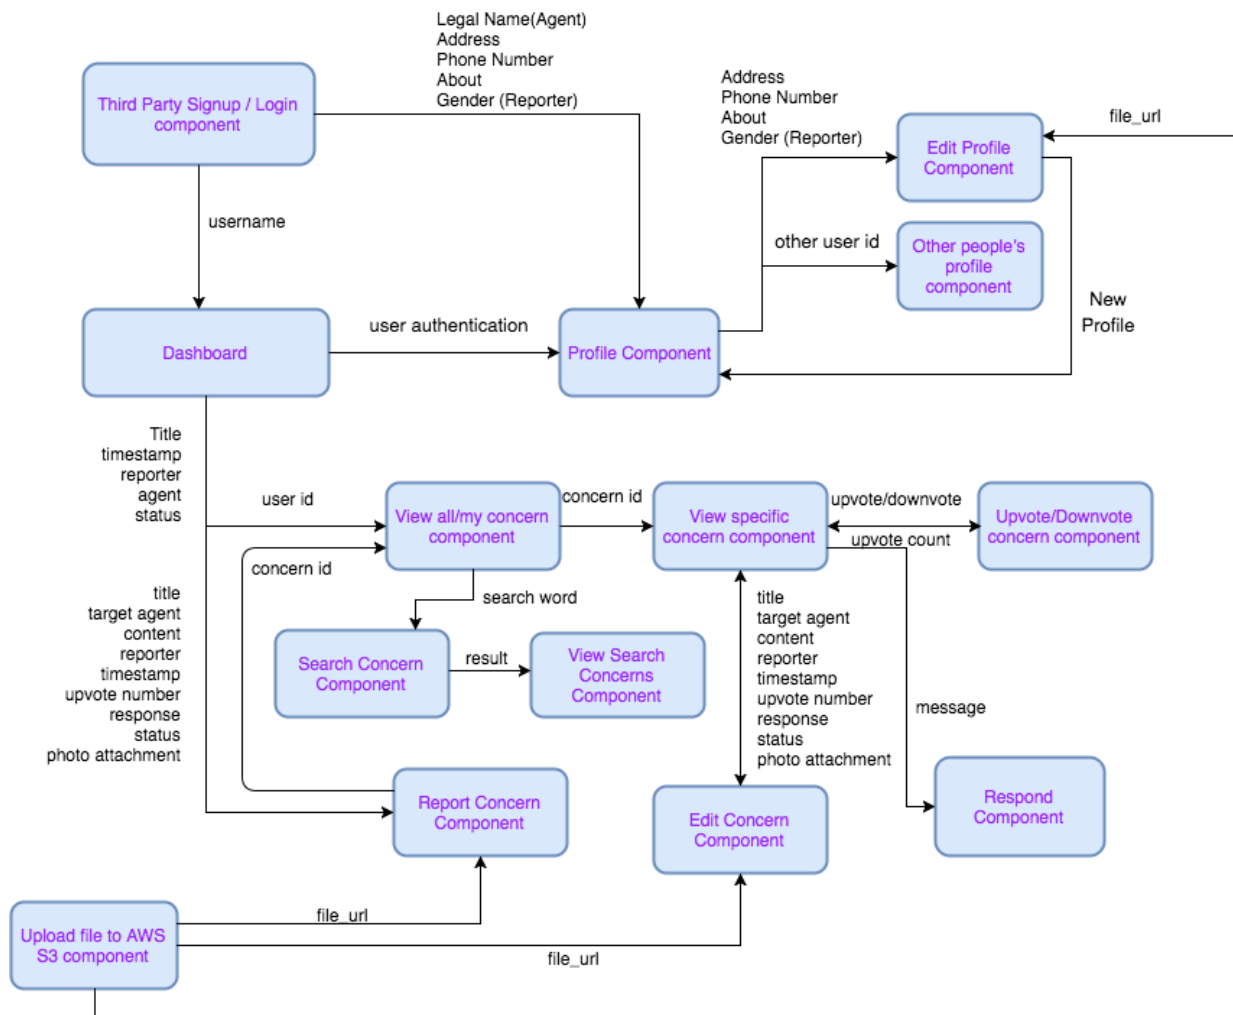 Legal Name(Agent)
Address
Phone Number
About
Gender (Reporter)
Third Party Signup / Login
component
Address
Phone Number
About
Gender (Reporter)
file_url
Edit Profile
Component
username
other user id
Other people's
profile
component
New
Profile
Dashboard
user authentication
Profile Component
Title
timestamp
reporter
agent
status
user id
View all/my concern
component
concern id
View specific
concern component
upvote/downvote
upvote count
Upvote/Downvote
concern component
concern id
search word
title
target agent
content
reporter
timestamp
upvote number
response
status
photo attachment
Search Concern
Component
result
View Search
Concerns
Component
title
target agent
content
reporter
timestamp
upvote number
response
status
photo attachment
message
Report Concern
Component
Edit Concern
Component
Respond
Component
Upload file to AWS
S3 component
file_url
file_url